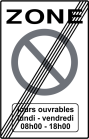 ZONE
jours ouvrables
lundi - vendredi
08h00 - 18h00